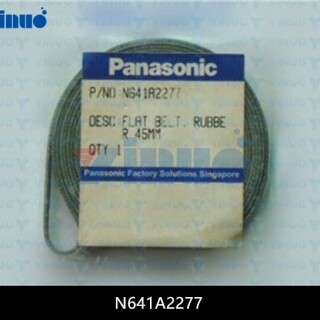 inuo
Panasonic
P/NO N641A2277
DESC FLAT BELT, RUBBE
R 45MM
QTY 1
Panasonic Factory Solutions Singapore
N641A2277